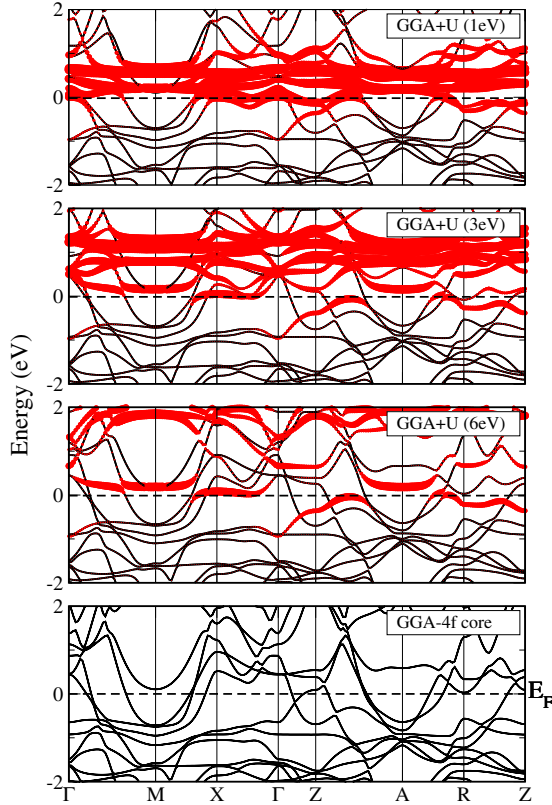 2
GGA+U (1eV)
0
-2
2
GGA+U (3eV)
0
-2
2
GGA+U (6eV)
0
-2
2
GGA-4f core
0
-2
Energy (eV)
E_F
Γ M X Γ Z A R Z